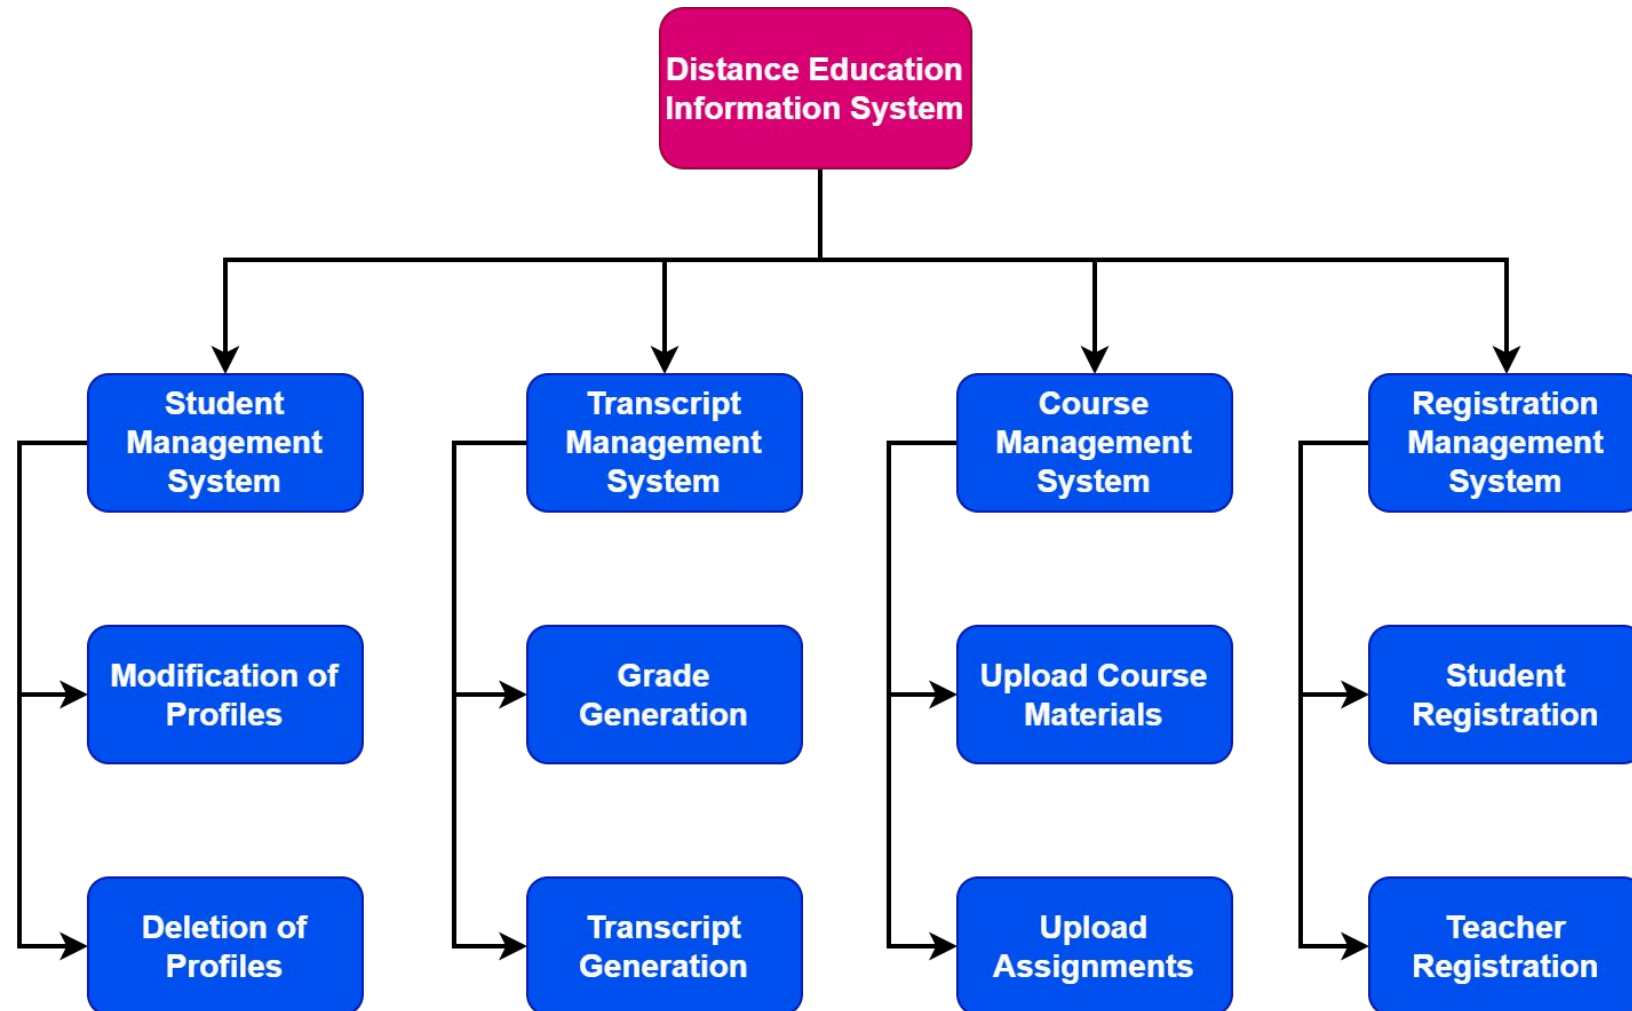 Distance Education
Information System
Student
Management
System
Transcript
Management
System
Course
Management
System
Registration
Management
System
Modification of
Profiles
Grade
Generation
Upload Course
Materials
Student
Registration
Deletion of
Profiles
Transcript
Generation
Upload
Assignments
Teacher
Registration